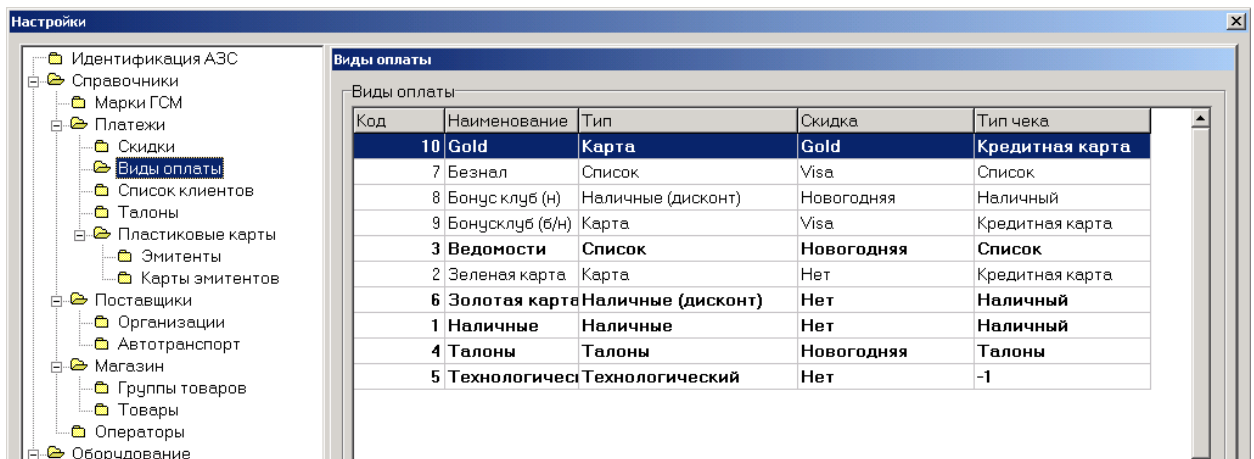 Настройки
Идентификация АЗС
Справочники
Марки ГСМ
Платежи
Скидки
Виды оплаты
Список клиентов
Талоны
Пластиковые карты
Эмитенты
Карты эмитентов
Поставщики
Организации
Автотранспорт
Магазин
Группы товаров
Товары
Операторы
Оборудование
Виды оплаты
Виды оплаты
Код Наименование Тип Скидка Тип чека
10 Gold Карта Gold Кредитная карта
7 Безнал Список Visa Список
8 Бонус клуб (н) Наличные (дисконт) Новогодняя Наличный
9 Бонусклуб (б/н) Карта Visa Кредитная карта
3 Ведомости Список Новогодняя Список
2 Зеленая карта Карта Нет Кредитная карта
6 Золотая карта Наличные (дисконт) Нет Наличный
1 Наличные Наличные Нет Наличный
4 Талоны Талоны Новогодняя Талоны
5 Технологичес Технологический Нет -1